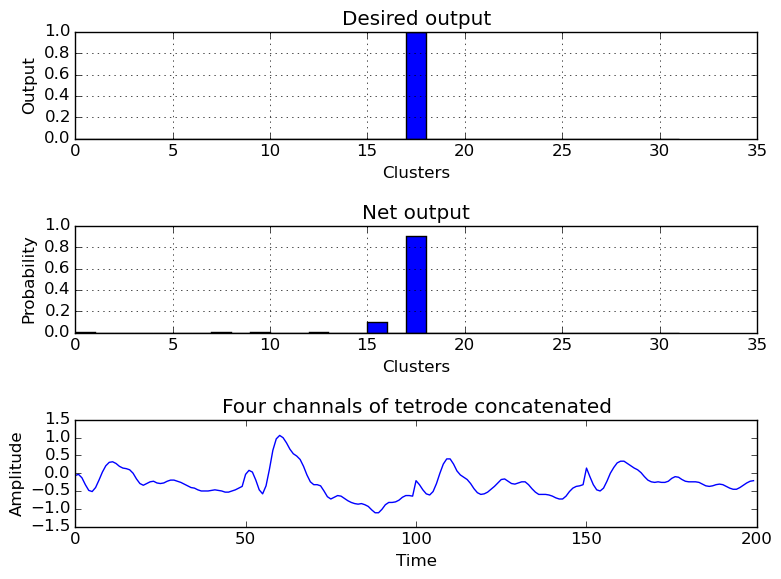 Desired output
Output
1.0
0.8
0.6
0.4
0.2
0.0
0 5 10 15 20 25 30 35
Clusters
Net output
Probability
1.0
0.8
0.6
0.4
0.2
0.0
0 5 10 15 20 25 30 35
Clusters
Four channals of tetrode concatenated
Amplitude
1.5
1.0
0.5
0.0
−0.5
−1.0
−1.5
0 50 100 150 200
Time